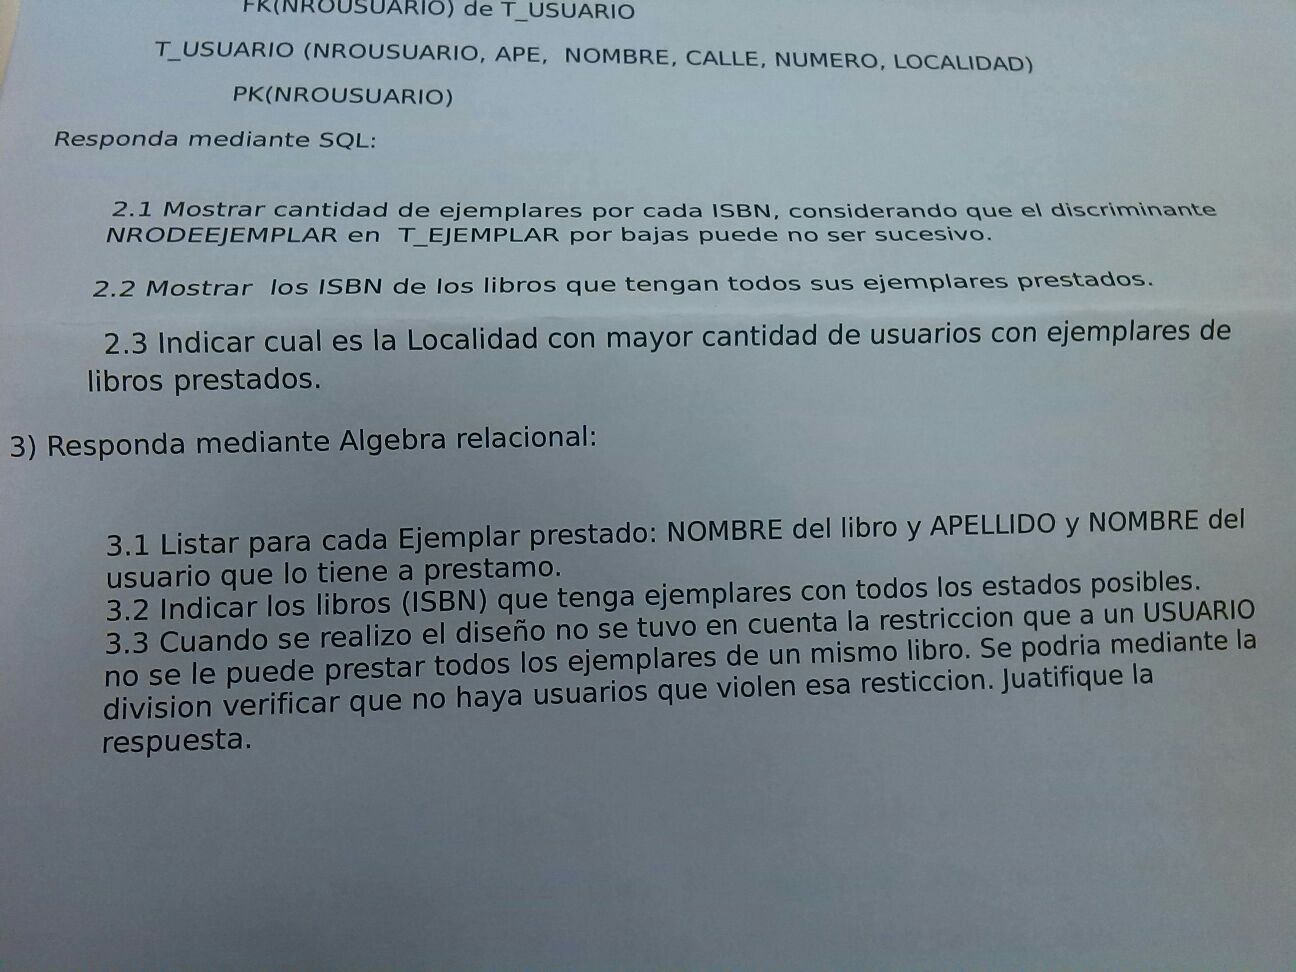 FK(NROUSUARIO) de T_USUARIO
T_USUARIO (NROUSUARIO, APE, NOMBRE, CALLE, NUMERO, LOCALIDAD)
PK(NROUSUARIO)
Responda mediante SQL:
2.1 Mostrar cantidad de ejemplares por cada ISBN, considerando que el discriminante
NRODEEJEMPLAR en T_EJEMPLAR por bajas puede no ser sucesivo.
2.2 Mostrar los ISBN de los libros que tengan todos sus ejemplares prestados.
2.3 Indicar cual es la Localidad con mayor cantidad de usuarios con ejemplares de
libros prestados.
3) Responda mediante Algebra relacional:
3.1 Listar para cada Ejemplar prestado: NOMBRE del libro y APELLIDO y NOMBRE del
usuario que lo tiene a prestamo.
3.2 Indicar los libros (ISBN) que tenga ejemplares con todos los estados posibles.
3.3 Cuando se realizo el diseño no se tuvo en cuenta la restriccion que a un USUARIO
no se le puede prestar todos los ejemplares de un mismo libro. Se podria mediante la
division verificar que no haya usuarios que violen esa resticcion. Juatifique la
respuesta.